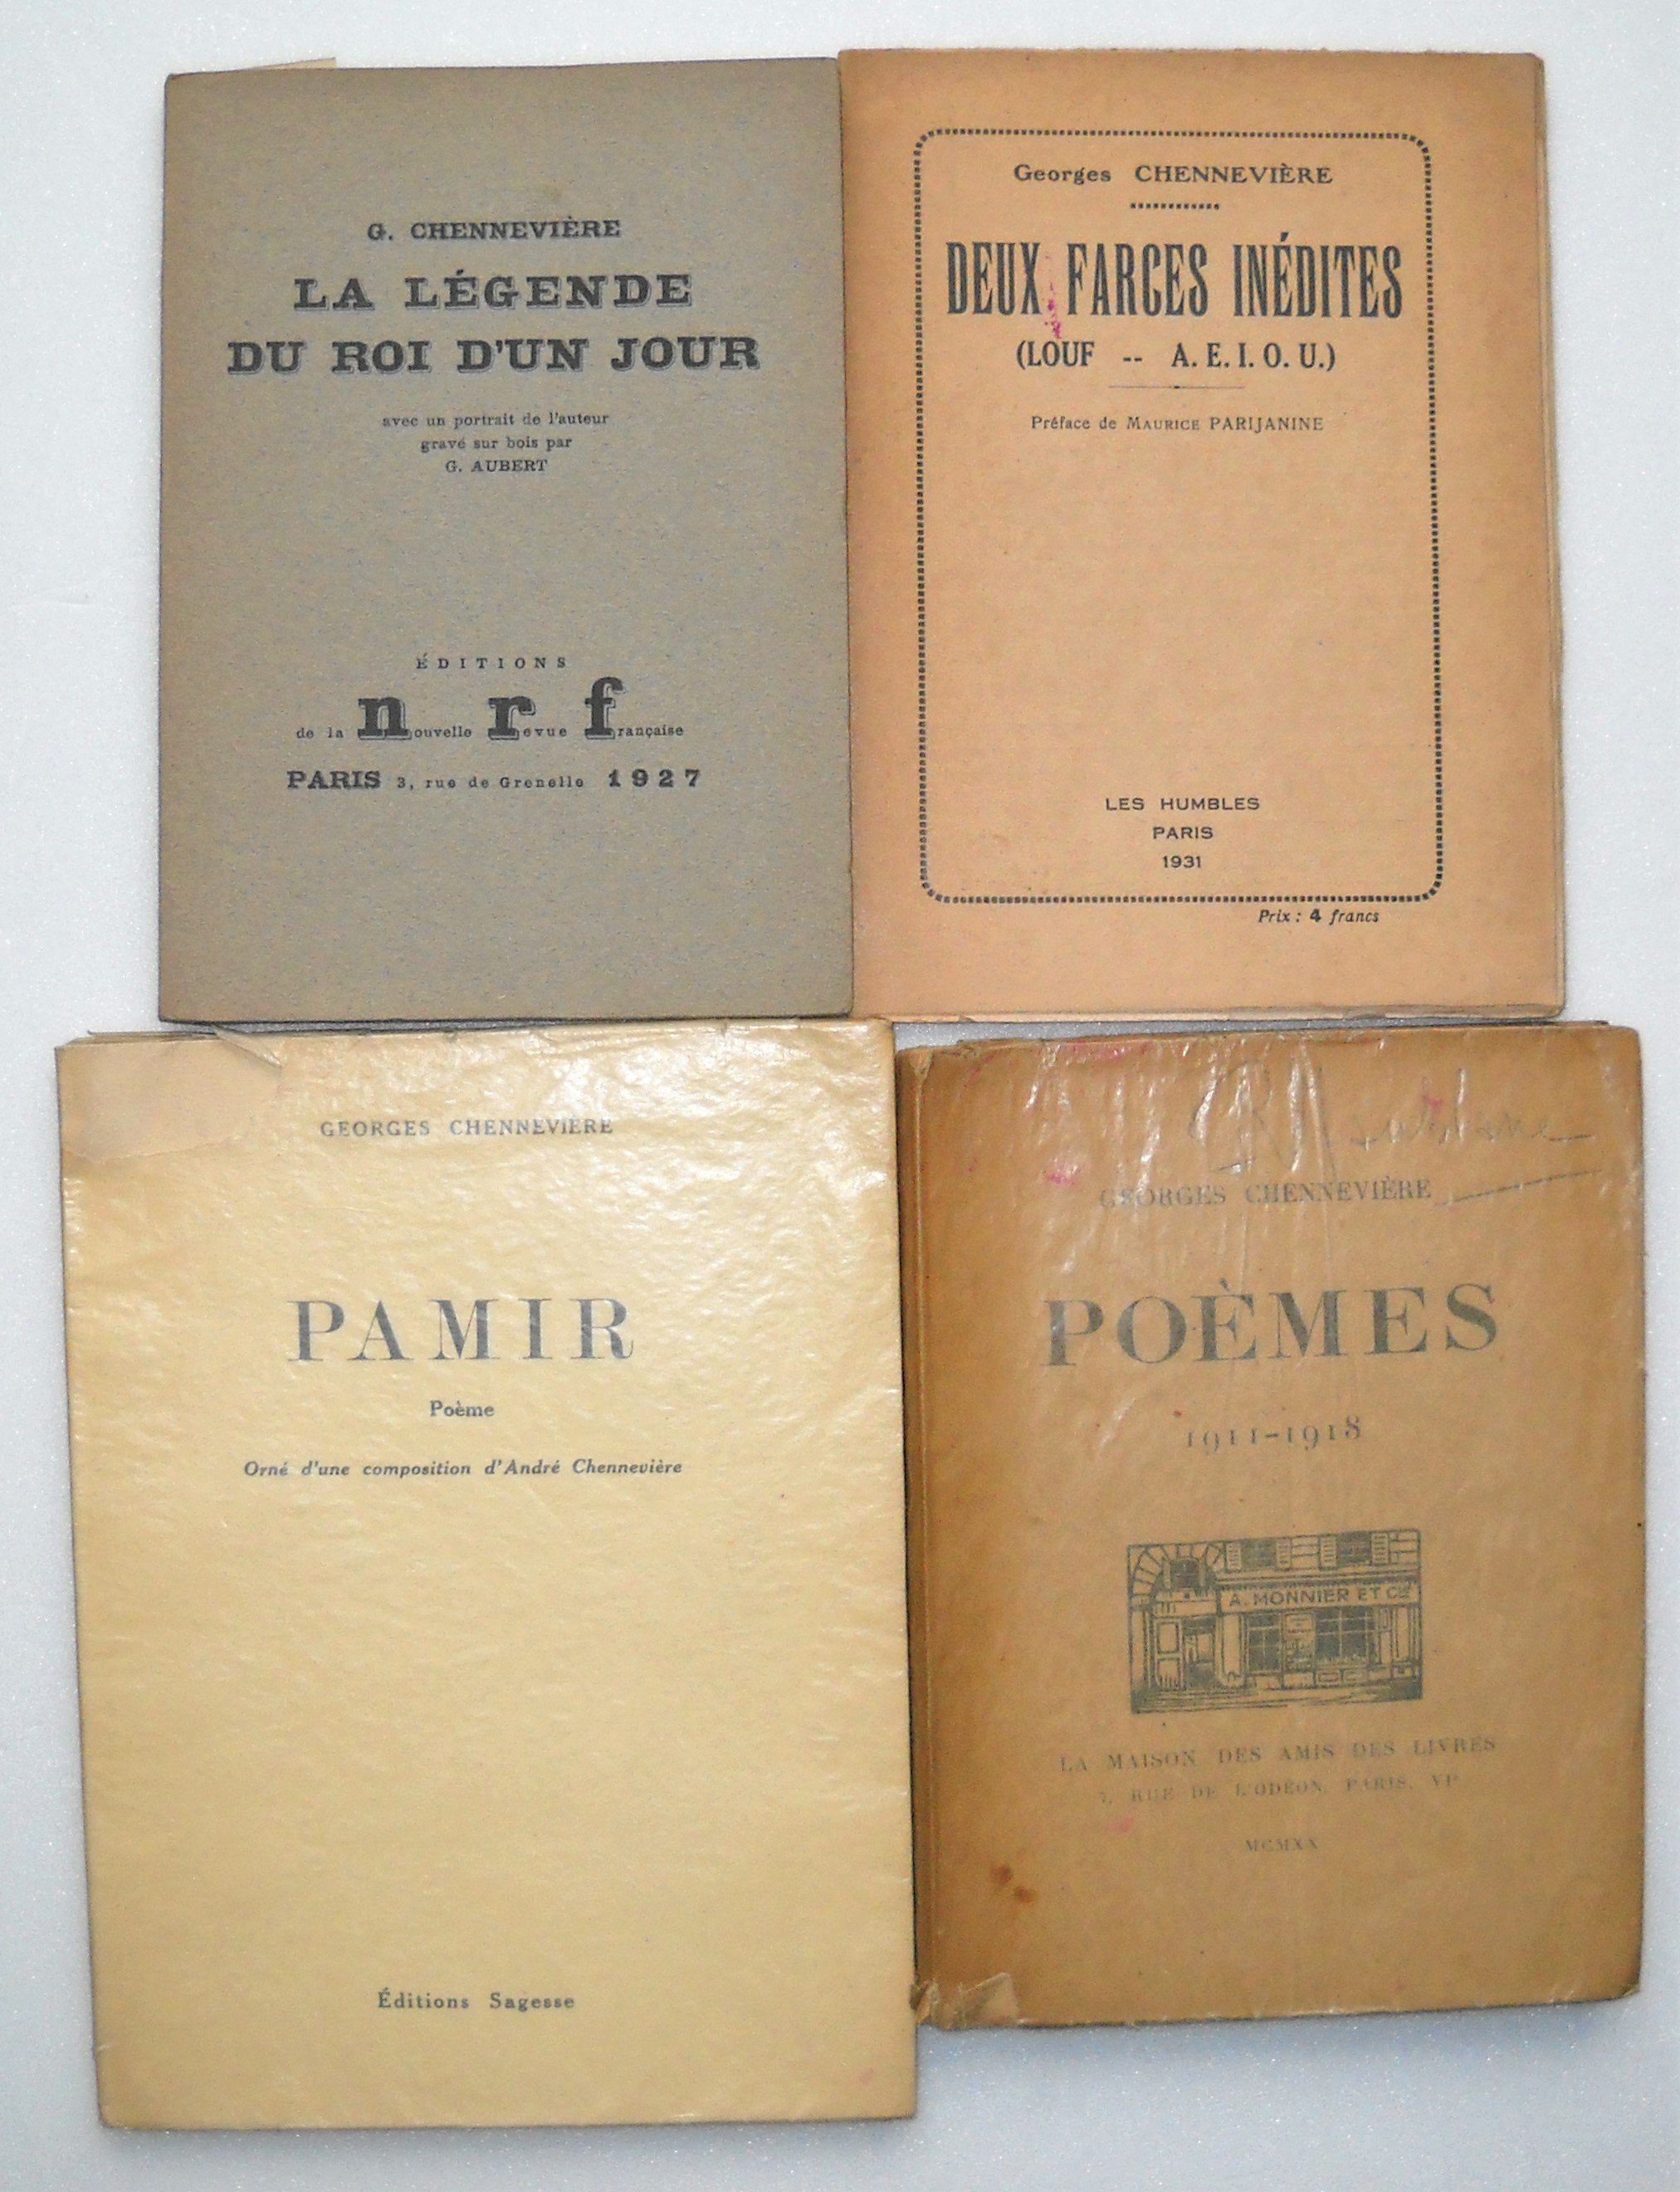 G. CHENNEVIÈRE
LA LÉGENDE
DU ROI D'UN JOUR
avec un portrait de l'auteur
gravé sur bois par
G. AUBERT
ÉDITIONS
de la nouvelle revue française
PARIS 3, rue de Grenelle 1927
Georges CHENNEVIÈRE
DEUX FARCES INÉDITES
(LOUF -- A. E. I. O. U.)
Préface de MAURICE PARIJANINE
LES HUMBLES
PARIS
1931
Prix : 4 francs
GEORGES CHENNEVIÈRE
PAMIR
Poème
Orné d'une composition d'André Chennevière
Éditions Sagesse
GEORGES CHENNEVIÈRE
POÈMES
1911-1918
A. MONNIER ET Cie
LA MAISON DES AMIS DES LIVRES
7, RUE DE L'ODÉON, PARIS, VIe
MCMXX